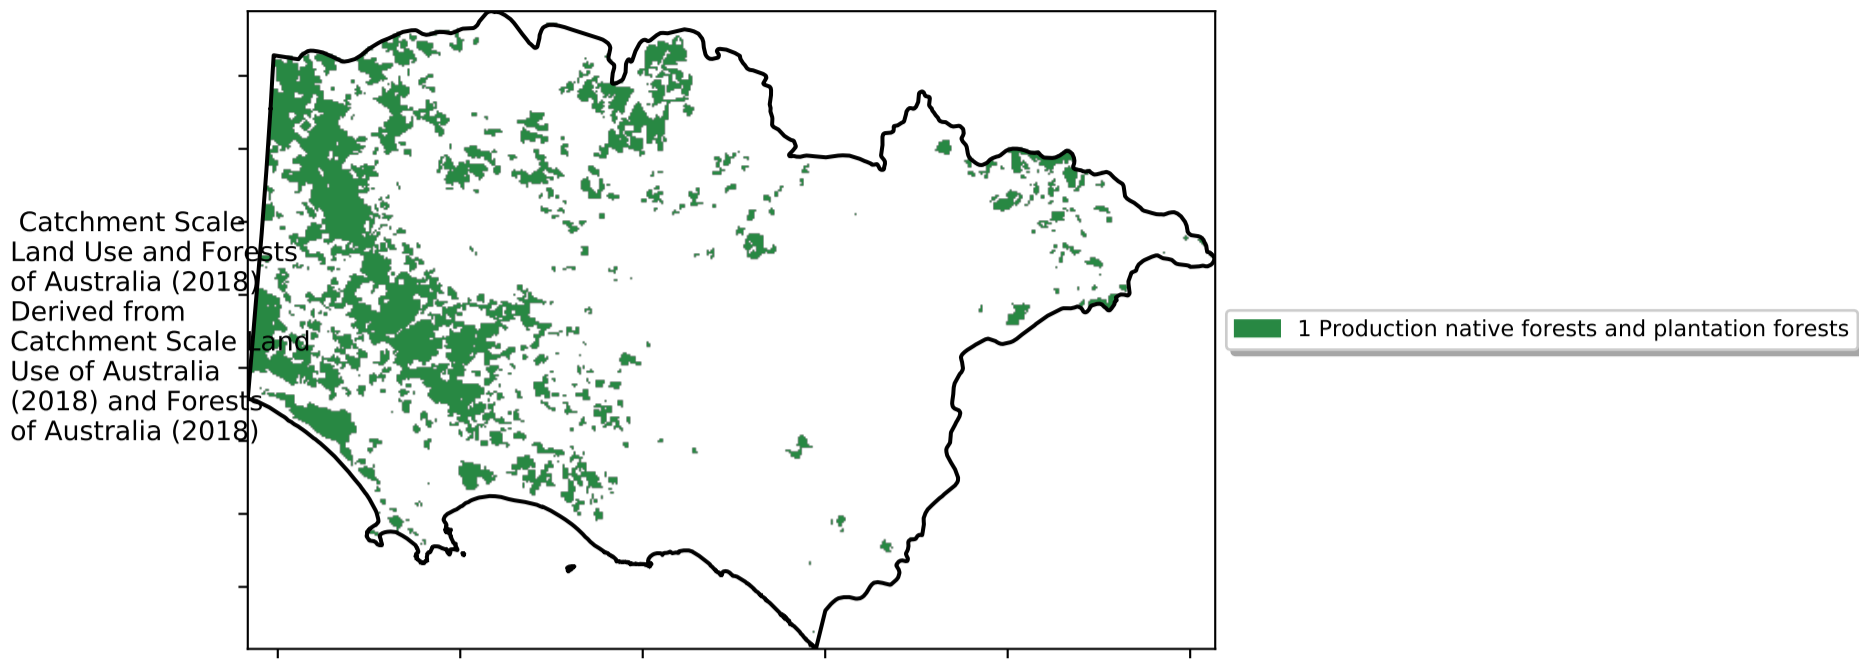 Catchment Scale
Land Use and Forests
of Australia (2018)
Derived from
Catchment Scale Land
Use of Australia
(2018) and Forests
of Australia (2018)
1 Production native forests and plantation forests